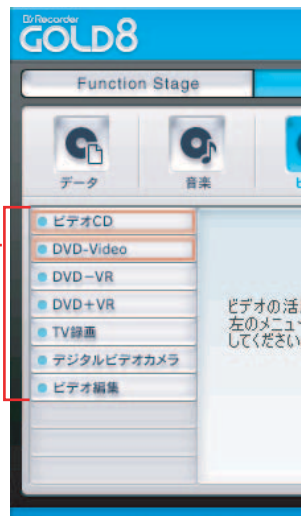 B's Recorder
GOLD8
Function Stage
データ
音楽
ビデオCD
DVD-Video
DVD-VR
DVD+VR
TV録画
デジタルビデオカメラ
ビデオ編集
ビデオの活
左のメニュー
してください